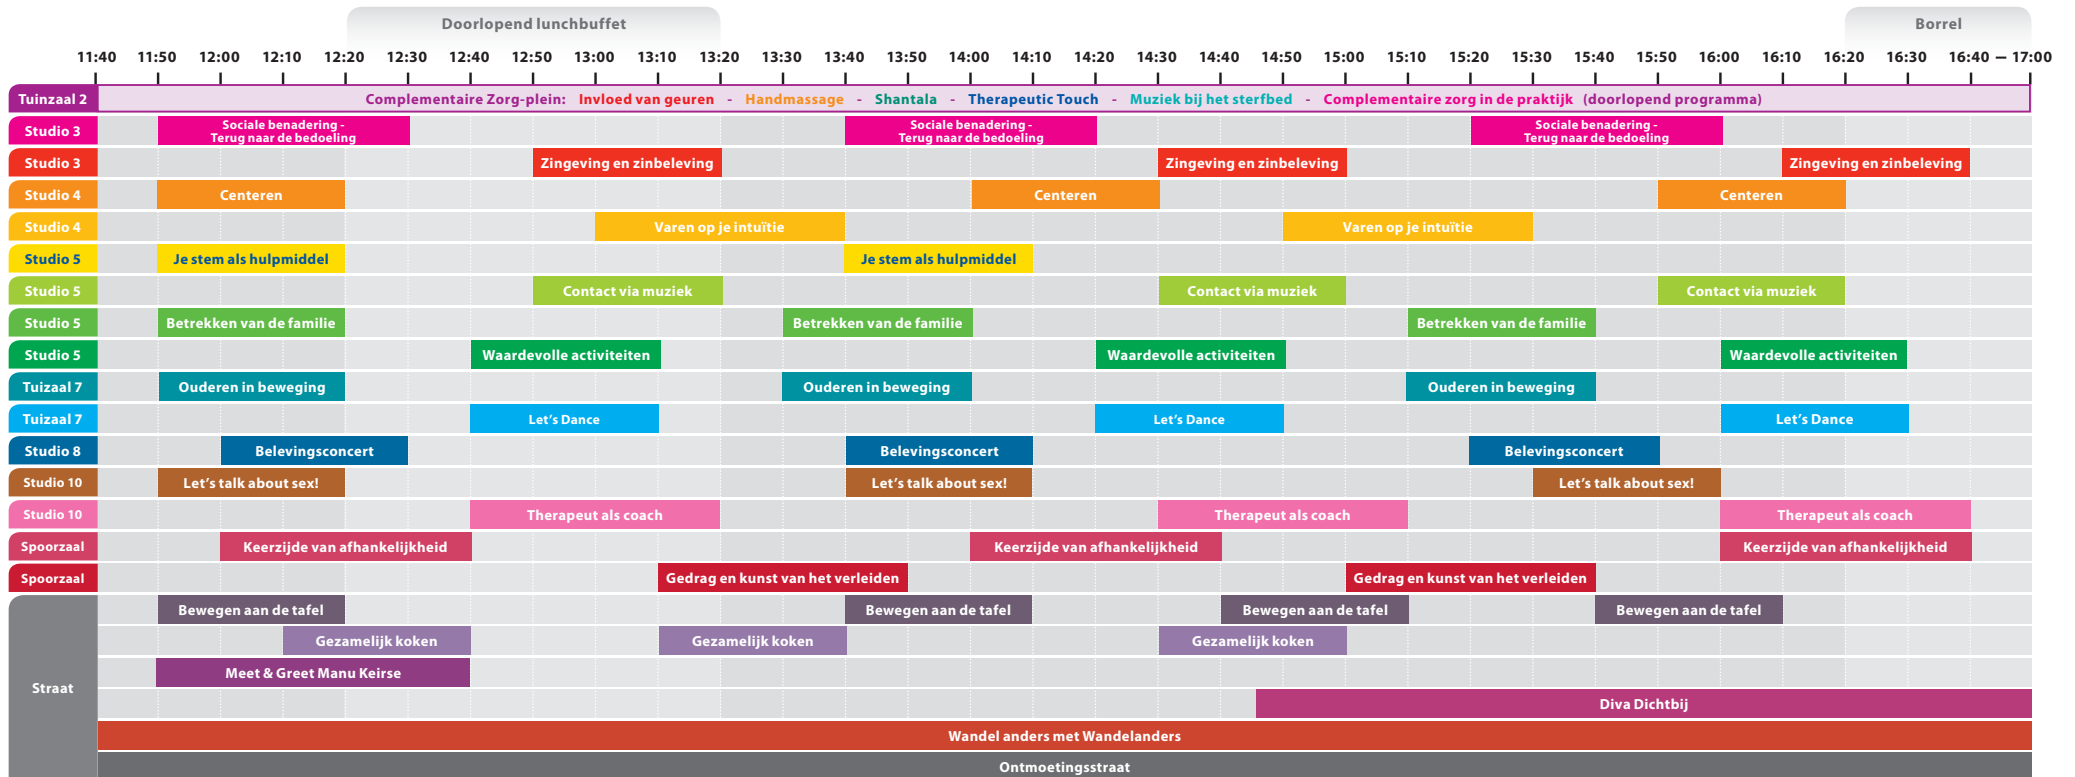 Doorlopend lunchbuffet
Borrel
11:40 11:50 12:00 12:10 12:20 12:30 12:40 12:50 13:00 13:10 13:20 13:30 13:40 13:50 14:00 14:10 14:20 14:30 14:40 14:50 15:00 15:10 15:20 15:30 15:40 15:50 16:00 16:10 16:20 16:30 16:40 – 17:00
Tuinzaal 2 Complementaire Zorg-plein: Invloed van geuren - Handmassage - Shantala - Therapeutic Touch - Muziek bij het sterfbed - Complementaire zorg in de praktijk (doorlopend programma)
Studio 3
Sociale benadering -
Terug naar de bedoeling
Sociale benadering -
Terug naar de bedoeling
Sociale benadering -
Terug naar de bedoeling
Studio 3 Zingeving en zinbeleving Zingeving en zinbeleving Zingeving en zinbeleving
Studio 4 Centeren Centeren Centeren
Studio 4 Varen op je intuïtie Varen op je intuïtie
Studio 5 Je stem als hulpmiddel Je stem als hulpmiddel
Studio 5 Contact via muziek Contact via muziek Contact via muziek
Studio 5 Betrekken van de familie Betrekken van de familie Betrekken van de familie
Studio 5 Waardevolle activiteiten Waardevolle activiteiten Waardevolle activiteiten
Tuizaal 7 Ouderen in beweging Ouderen in beweging Ouderen in beweging
Tuizaal 7 Let's Dance Let's Dance Let's Dance
Studio 8 Belevingsconcert Belevingsconcert Belevingsconcert
Studio 10 Let's talk about sex! Let's talk about sex! Let's talk about sex!
Studio 10 Therapeut als coach Therapeut als coach Therapeut als coach
Spoorzaal Keerzijde van afhankelijkheid Keerzijde van afhankelijkheid Keerzijde van afhankelijkheid
Spoorzaal Gedrag en kunst van het verleiden Gedrag en kunst van het verleiden
Bewegen aan de tafel Bewegen aan de tafel Bewegen aan de tafel Bewegen aan de tafel
Gezamelijk koken Gezamelijk koken Gezamelijk koken
Meet & Greet Manu Keirse
Straat
Diva Dichtbij
Wandel anders met Wandelanders
Ontmoetingsstraat